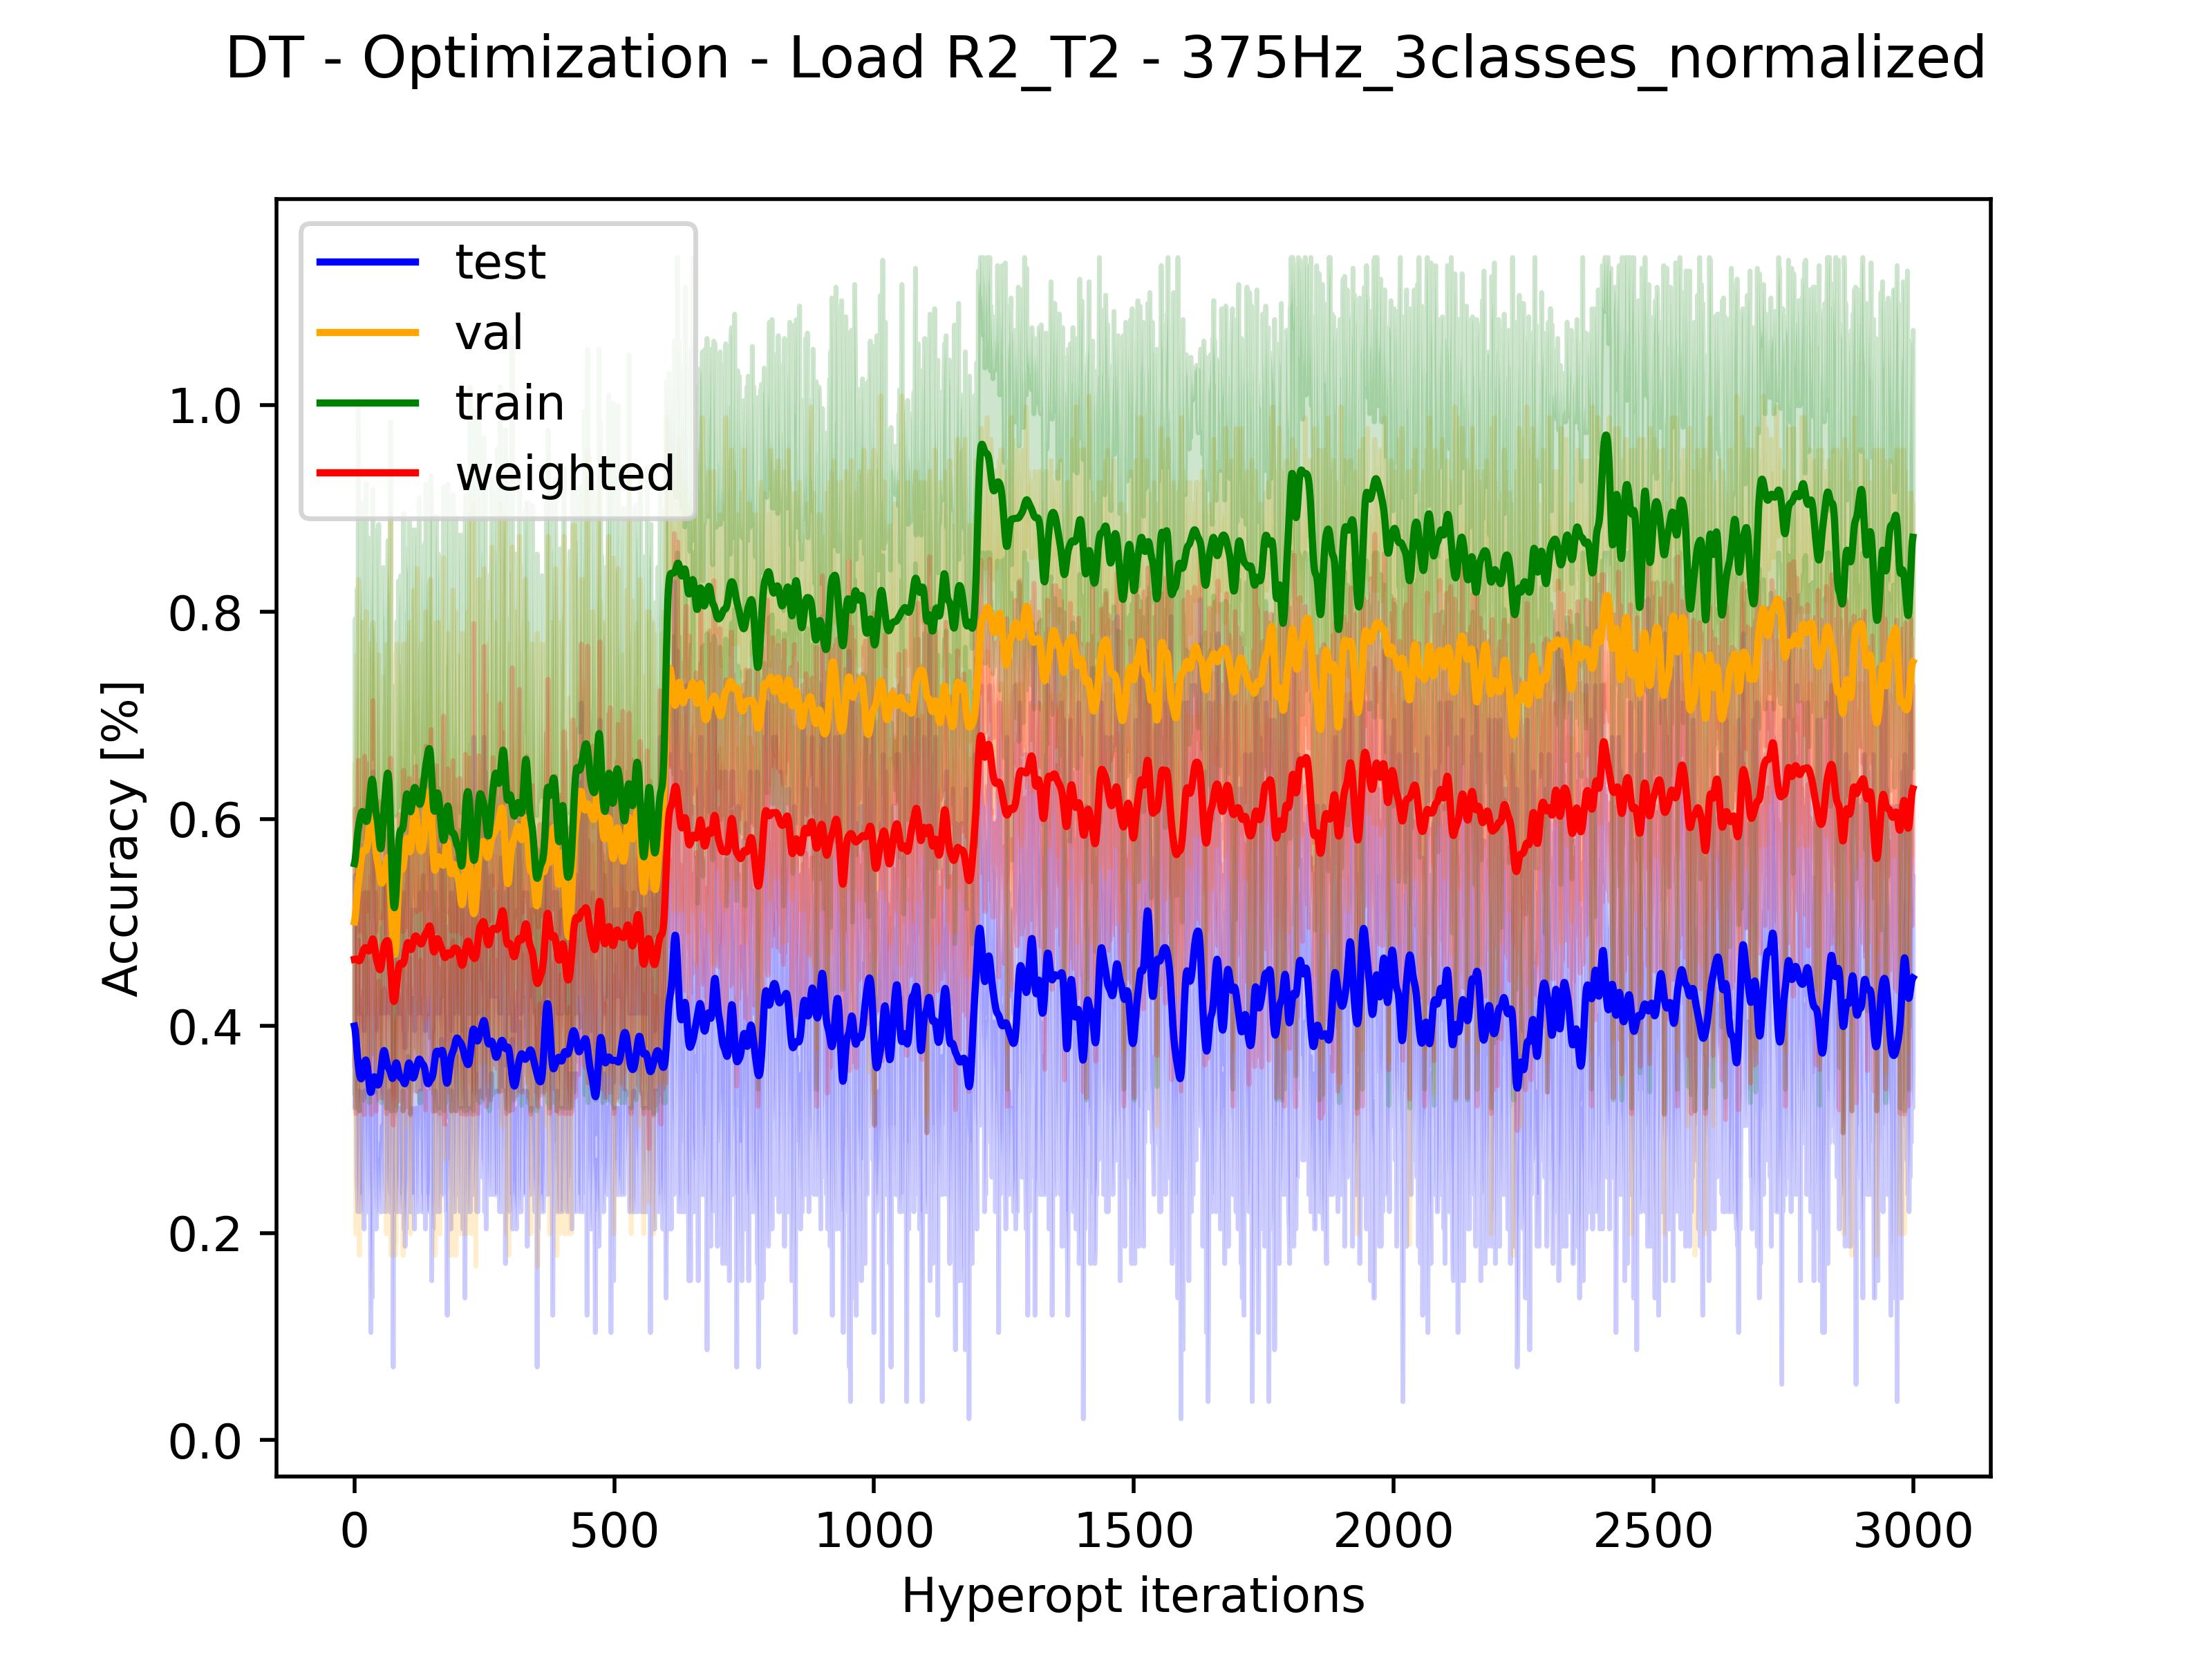 DT - Optimization - Load R2_T2 - 375Hz_3classes_normalized
test
val
train
weighted
1.0
0.8
0.6
0.4
0.2
0.0
Accuracy [%]
0 500 1000 1500 2000 2500 3000
Hyperopt iterations